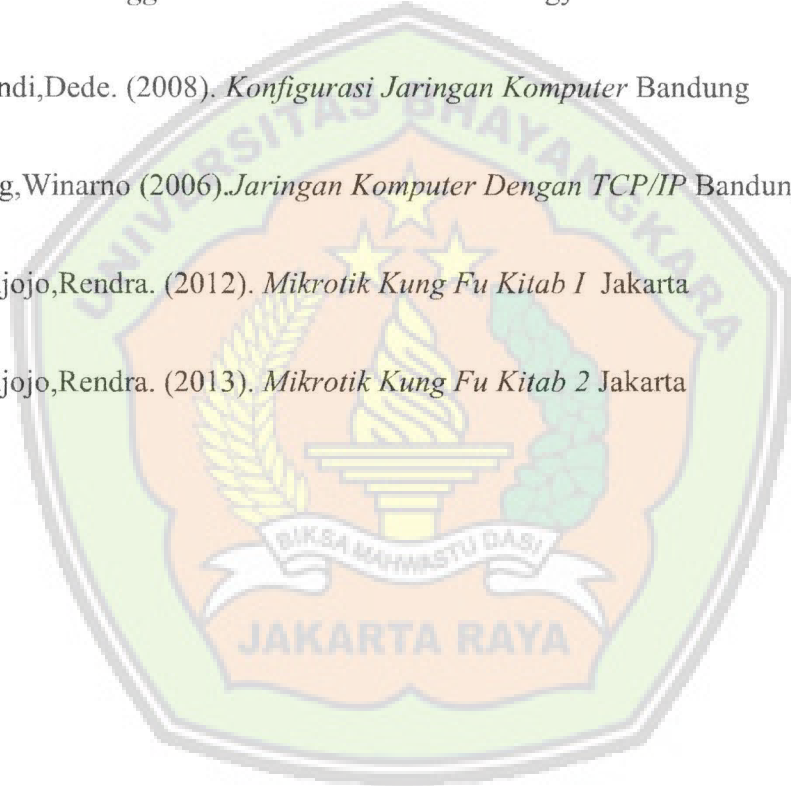 ndi,Dede. (2008). Konfigurasi Jaringan Komputer Bandung
g,Winarno (2006).Jaringan Komputer Dengan TCP/IP Bandun
jojo,Rendra. (2012). Mikrotik Kung Fu Kitab I Jakarta
jojo,Rendra. (2013). Mikrotik Kung Fu Kitab 2 Jakarta
UNIVERSITAS BHAYANGKARA
BIKSA MAHWASTU DASI
JAKARTA RAYA